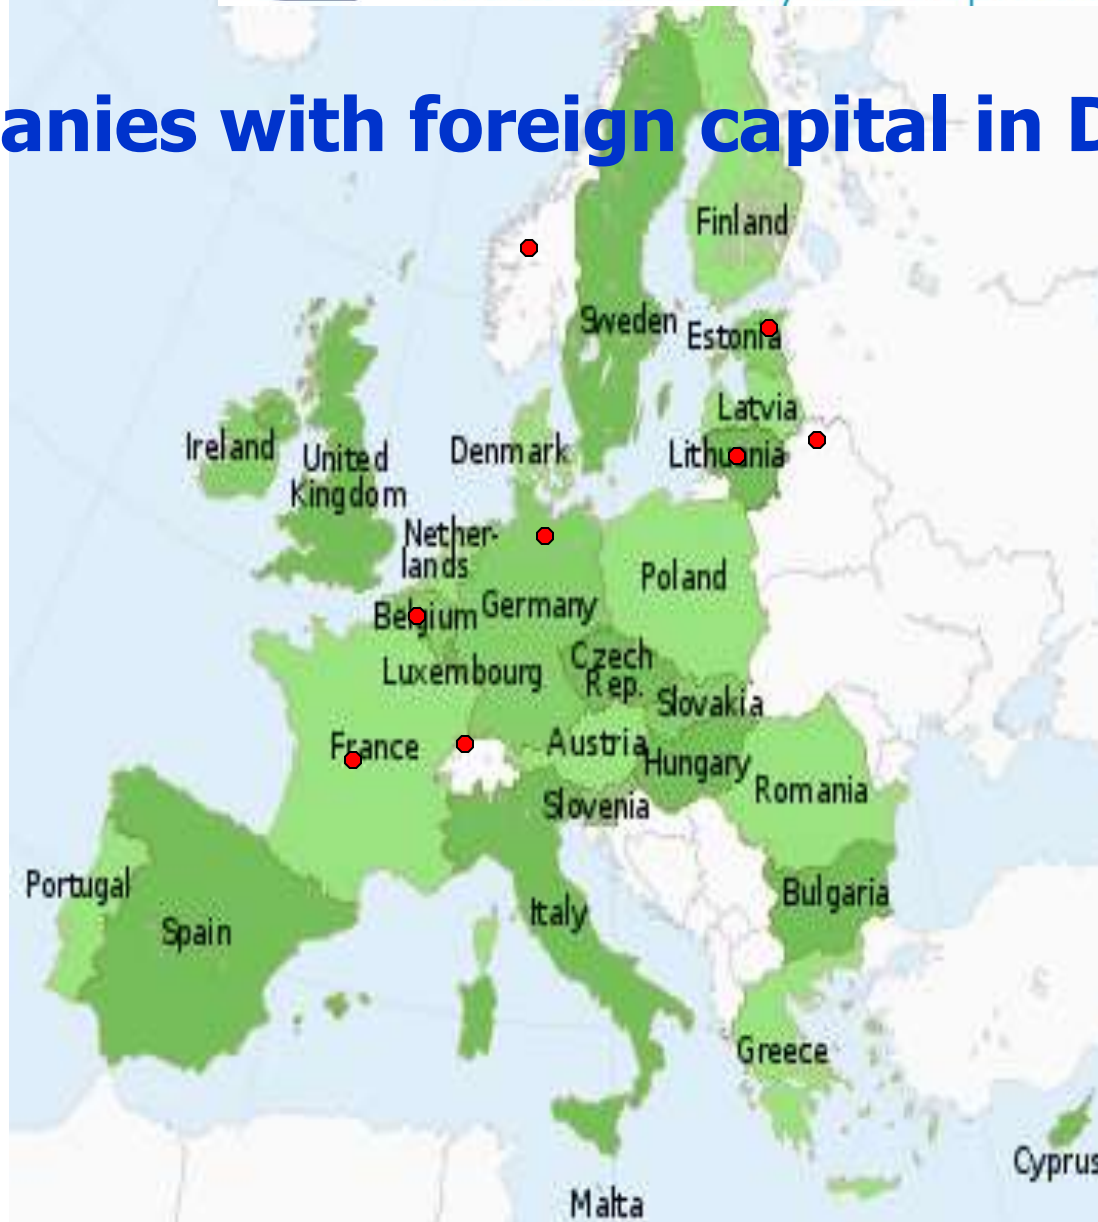 anies with foreign capital in D
Finland
Sweden
Estonia
Latvia
Ireland
United
Kingdom
Denmark
Lithuania
Nether-
lands
Poland
Belgium
Germany
Luxembourg
Czech
Rep.
Slovakia
France
Austria
Hungary
Slovenia
Romania
Portugal
Spain
Italy
Bulgaria
Greece
Cyprus
Malta